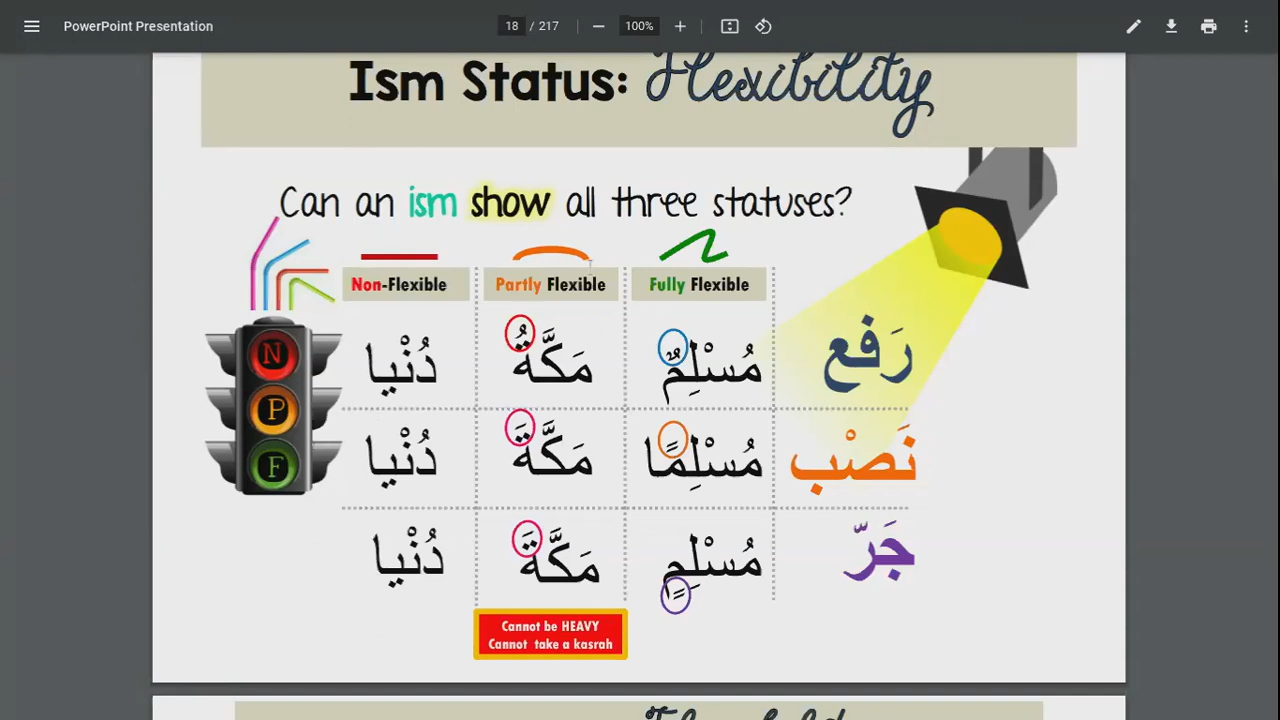 PowerPoint Presentation
18 / 217
100%
Ism Status: Flexibility
Can an ism show all three statuses?
Non-Flexible
Partly Flexible
Fully Flexible
N
P
F
رَفع
مُسْلِمٌ
مَكَّةُ
دُنْيا
نَصْب
مُسْلِمًا
مَكَّةَ
دُنْيا
جَرّ
مُسْلِمٍ
مَكَّةَ
دُنْيا
Cannot be HEAVY
Cannot take a kasrah